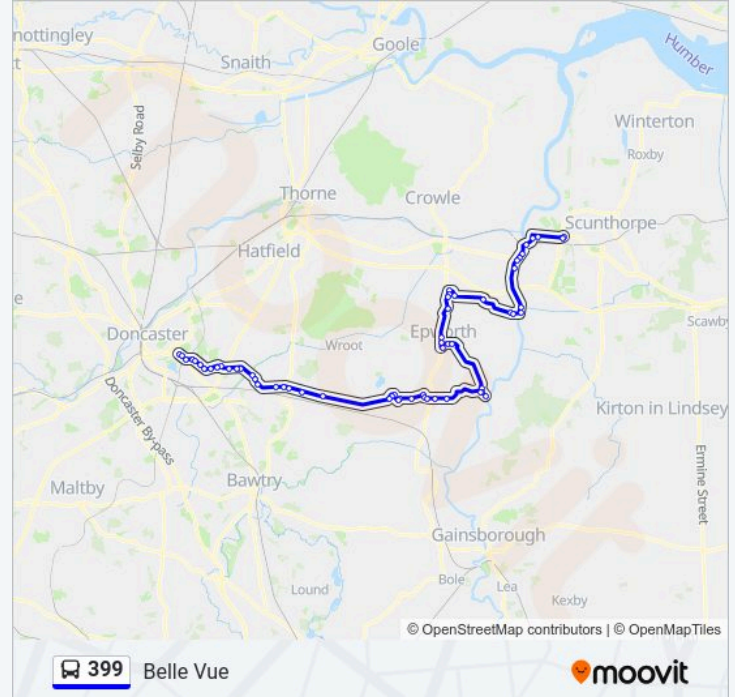 nottingley
Goole
Snaith
Humber
Selby Road
Winterton
Roxby
Thorne
Crowle
Scunthorpe
Hatfield
e
Doncaster
Epworth
Wroot
Scawby
Doncaster By-pass
Kirton in Lindsey
Bawtry
Maltby
Ermine Street
Gainsborough
Lound
Bole
Lea
Kexby
© OpenStreetMap contributors | © OpenMapTiles
399 Belle Vue
moovit